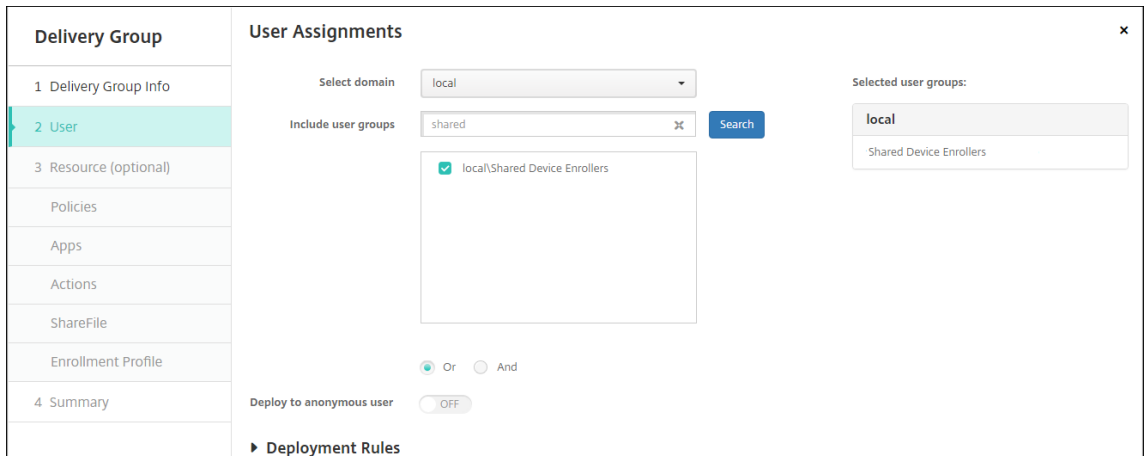 Delivery Group
1 Delivery Group Info
2 User
3 Resource (optional)
Policies
Apps
Actions
ShareFile
Enrollment Profile
4 Summary
User Assignments
×
Select domain
local
Include user groups
shared
Search
local\Shared Device Enrollers
Or
And
Deploy to anonymous user
OFF
Deployment Rules
Selected user groups:
local
Shared Device Enrollers